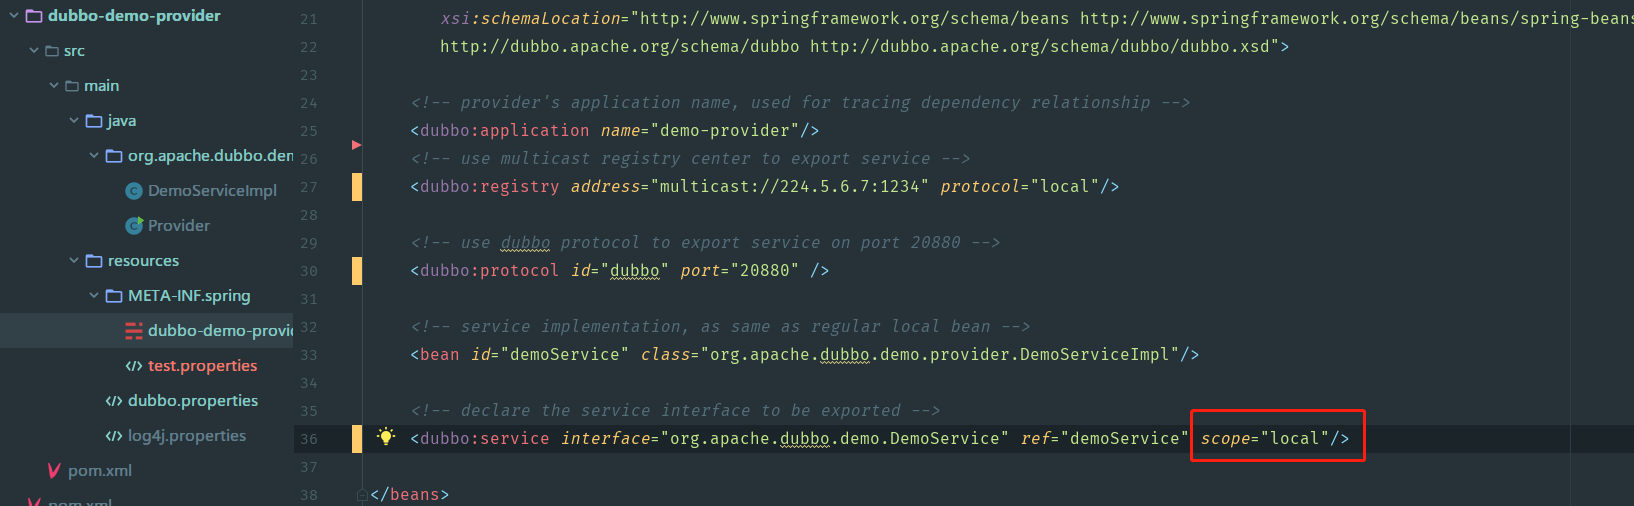 dubbo-demo-provider
src
main
java
org.apache.dubbo.den
DemoServiceImpl
Provider
resources
META-INF.spring
dubbo-demo-provi
test.properties
dubbo.properties
log4j.properties
pom.xml
pom.xml
21 xsi:schemaLocation="http://www.springframework.org/schema/beans http://www.springframework.org/schema/beans/spring-beans
22 http://dubbo.apache.org/schema/dubbo http://dubbo.apache.org/schema/dubbo/dubbo.xsd">
23
24 <!-- provider's application name, used for tracing dependency relationship -->
25 <dubbo:application name="demo-provider"/>
26 <!-- use multicast registry center to export service -->
27 <dubbo:registry address="multicast://224.5.6.7:1234" protocol="local"/>
28
29 <!-- use dubbo protocol to export service on port 20880 -->
30 <dubbo:protocol id="dubbo" port="20880" />
31
32 <!-- service implementation, as same as regular local bean -->
33 <bean id="demoService" class="org.apache.dubbo.demo.provider.DemoServiceImpl"/>
34
35 <!-- declare the service interface to be exported -->
36 <dubbo:service interface="org.apache.dubbo.demo.DemoService" ref="demoService" scope="local"/>
37
38 </beans>